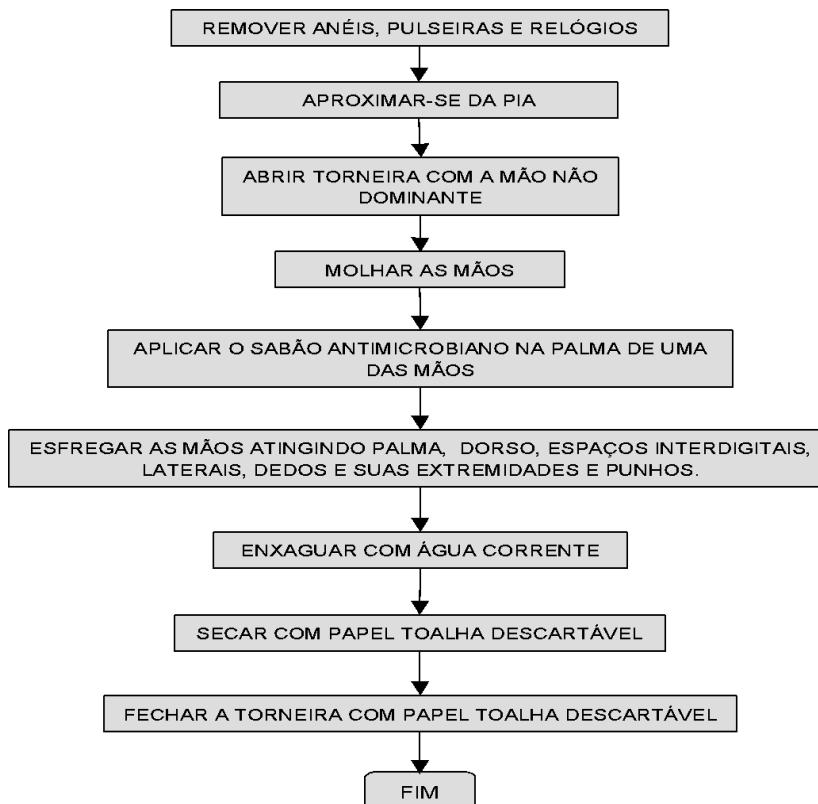 REMOVER ANÉIS, PULSEIRAS E RELÓGIOS
APROXIMAR-SE DA PIA
ABRIR TORNEIRA COM A MÃO NÃO
DOMINANTE
MOLHAR AS MÃOS
APLICAR O SABÃO ANTIMICROBIANO NA PALMA DE UMA
DAS MÃOS
ESFREGAR AS MÃOS ATINGINDO PALMA, DORSO, ESPAÇOS INTERDIGITAIS,
LATERAIS, DEDOS E SUAS EXTREMIDADES E PUNHOS.
ENXAGUAR COM ÁGUA CORRENTE
SECAR COM PAPEL TOALHA DESCARTÁVEL
FECHAR A TORNEIRA COM PAPEL TOALHA DESCARTÁVEL
FIM